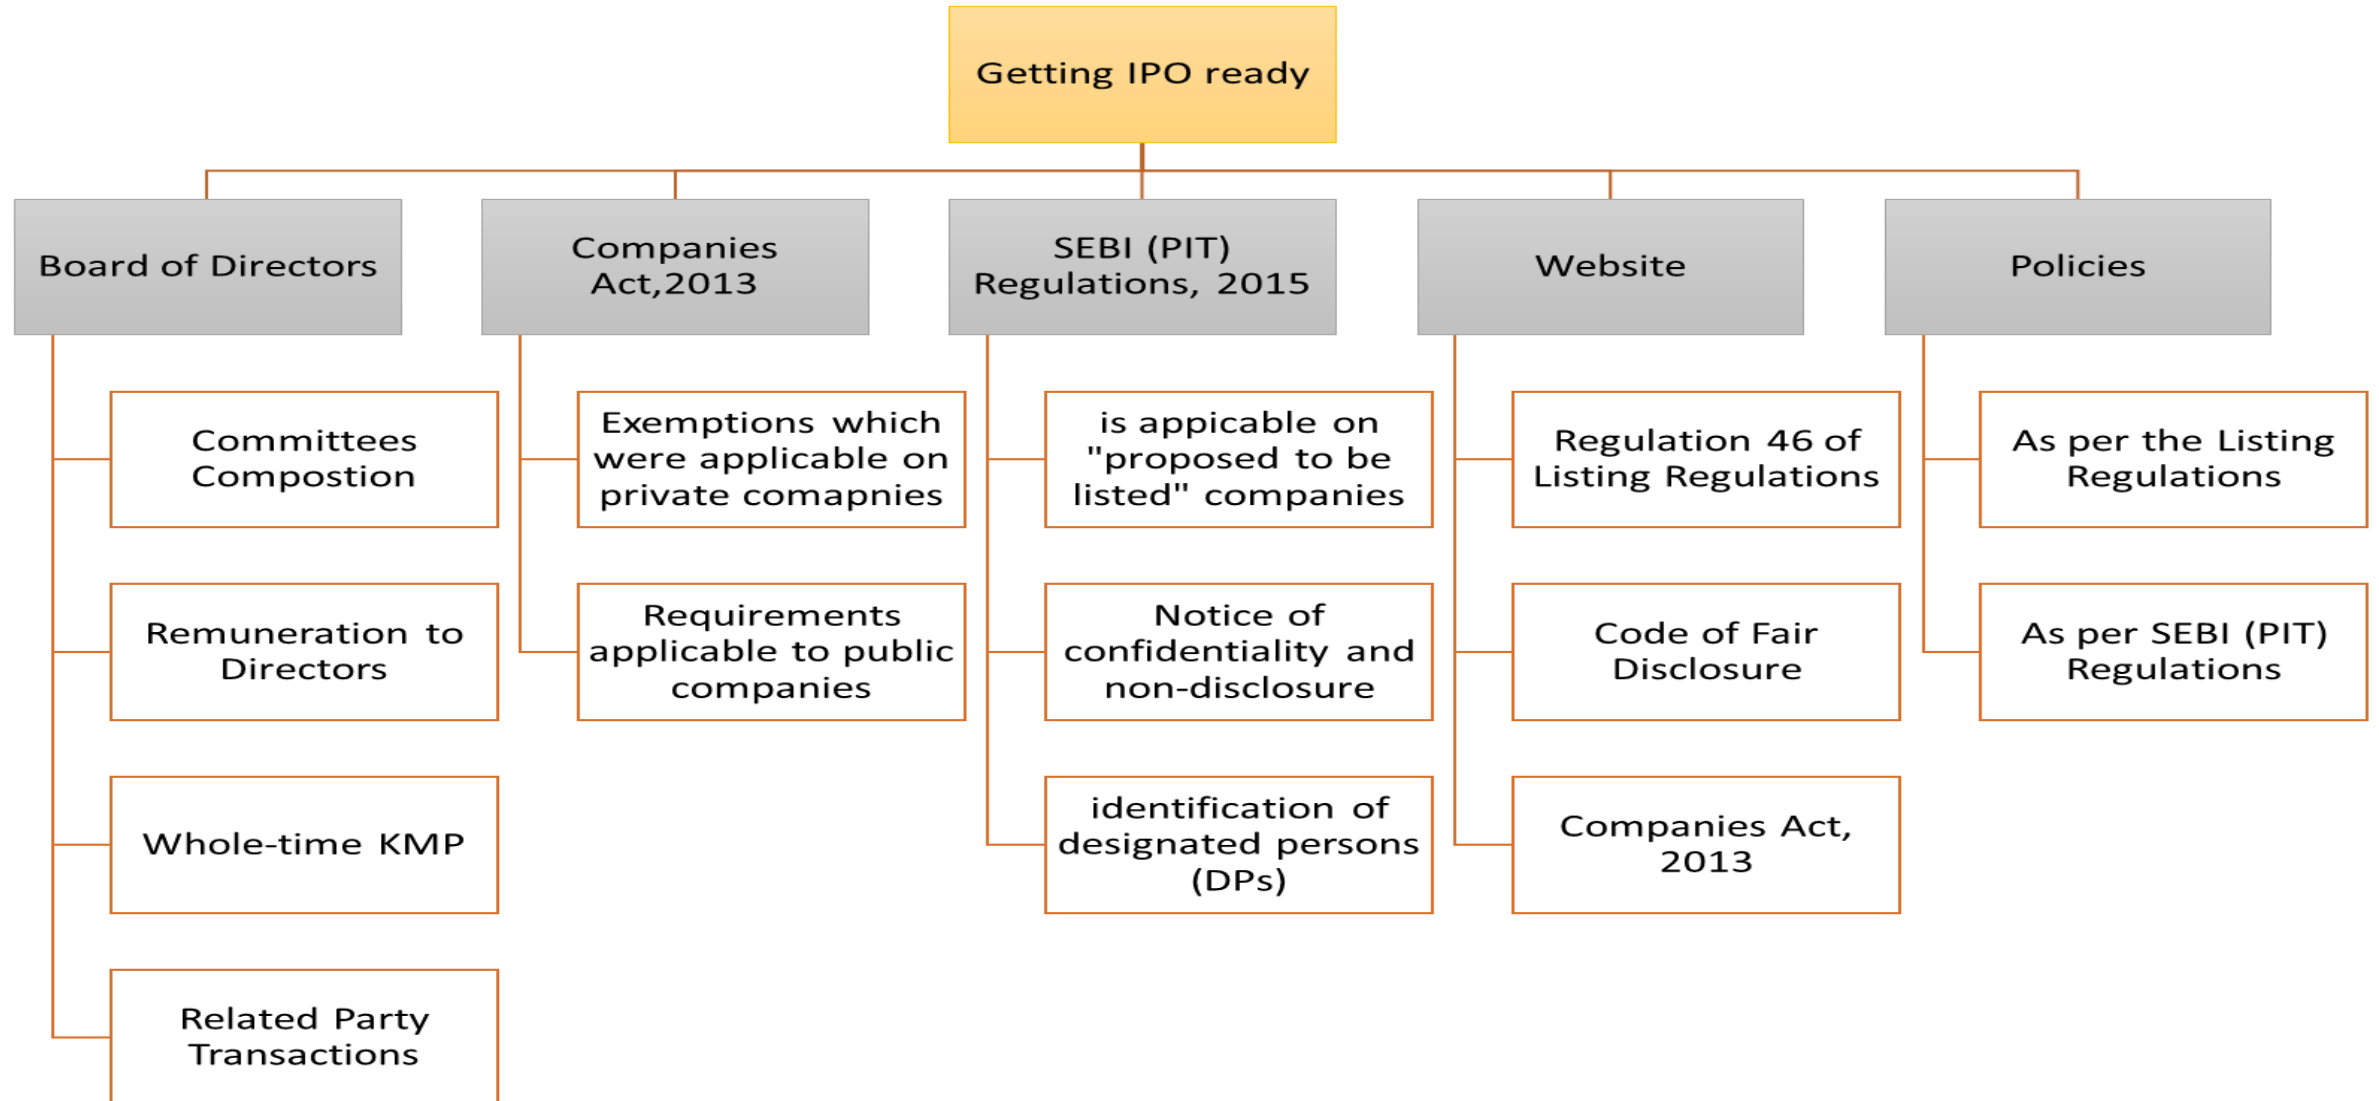 Getting IPO ready
Board of Directors
Committees
Compostion
Remuneration to
Directors
Whole-time KMP
Related Party
Transactions
Companies
Act,2013
Exemptions which
were applicable on
private comapnies
Requirements
applicable to public
companies
SEBI (PIT)
Regulations, 2015
is appicable on
"proposed to be
listed" companies
Notice of
confidentiality and
non-disclosure
identification of
designated persons
(DPs)
Website
Regulation 46 of
Listing Regulations
Code of Fair
Disclosure
Companies Act,
2013
Policies
As per the Listing
Regulations
As per SEBI (PIT)
Regulations